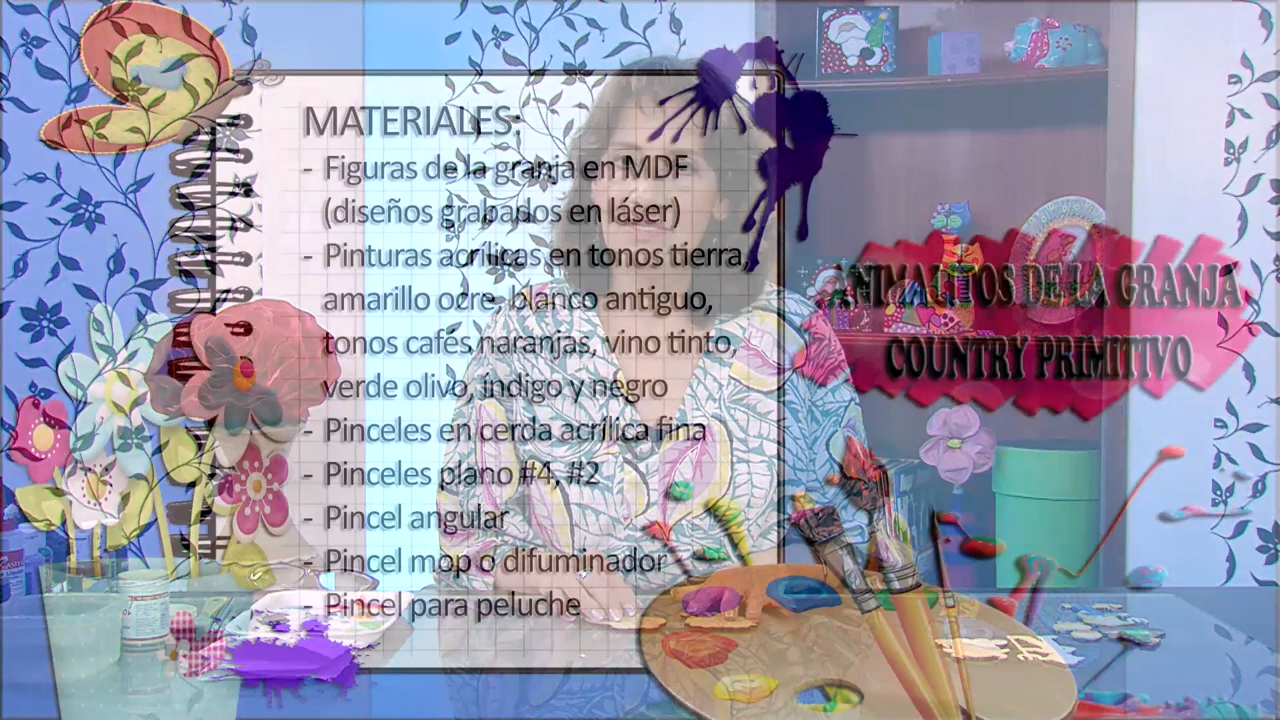 MATERIALES:
- Figuras de la granja en MDF
(diseños grabados en láser)
- Pinturas acrílicas en tonos tierra,
amarillo ocre, blanco antiguo,
tonos cafés, naranjas, vino tinto,
verde olivo, índigo y negro
- Pinceles en cerda acrílica fina
- Pinceles plano #4, #2
- Pincel angular
- Pincel mop o difuminador
- Pincel para peluche
ANIMALITOS DE LA GRANJA
COUNTRY PRIMITIVO